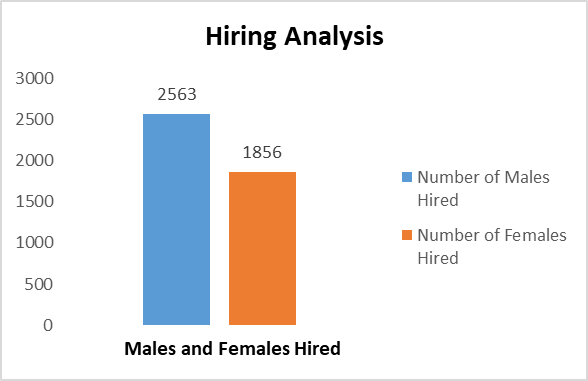 Hiring Analysis
3000
2500
2000
1500
1000
500
0
2563
1856
Males and Females Hired
Number of Males
Hired
Number of Females
Hired